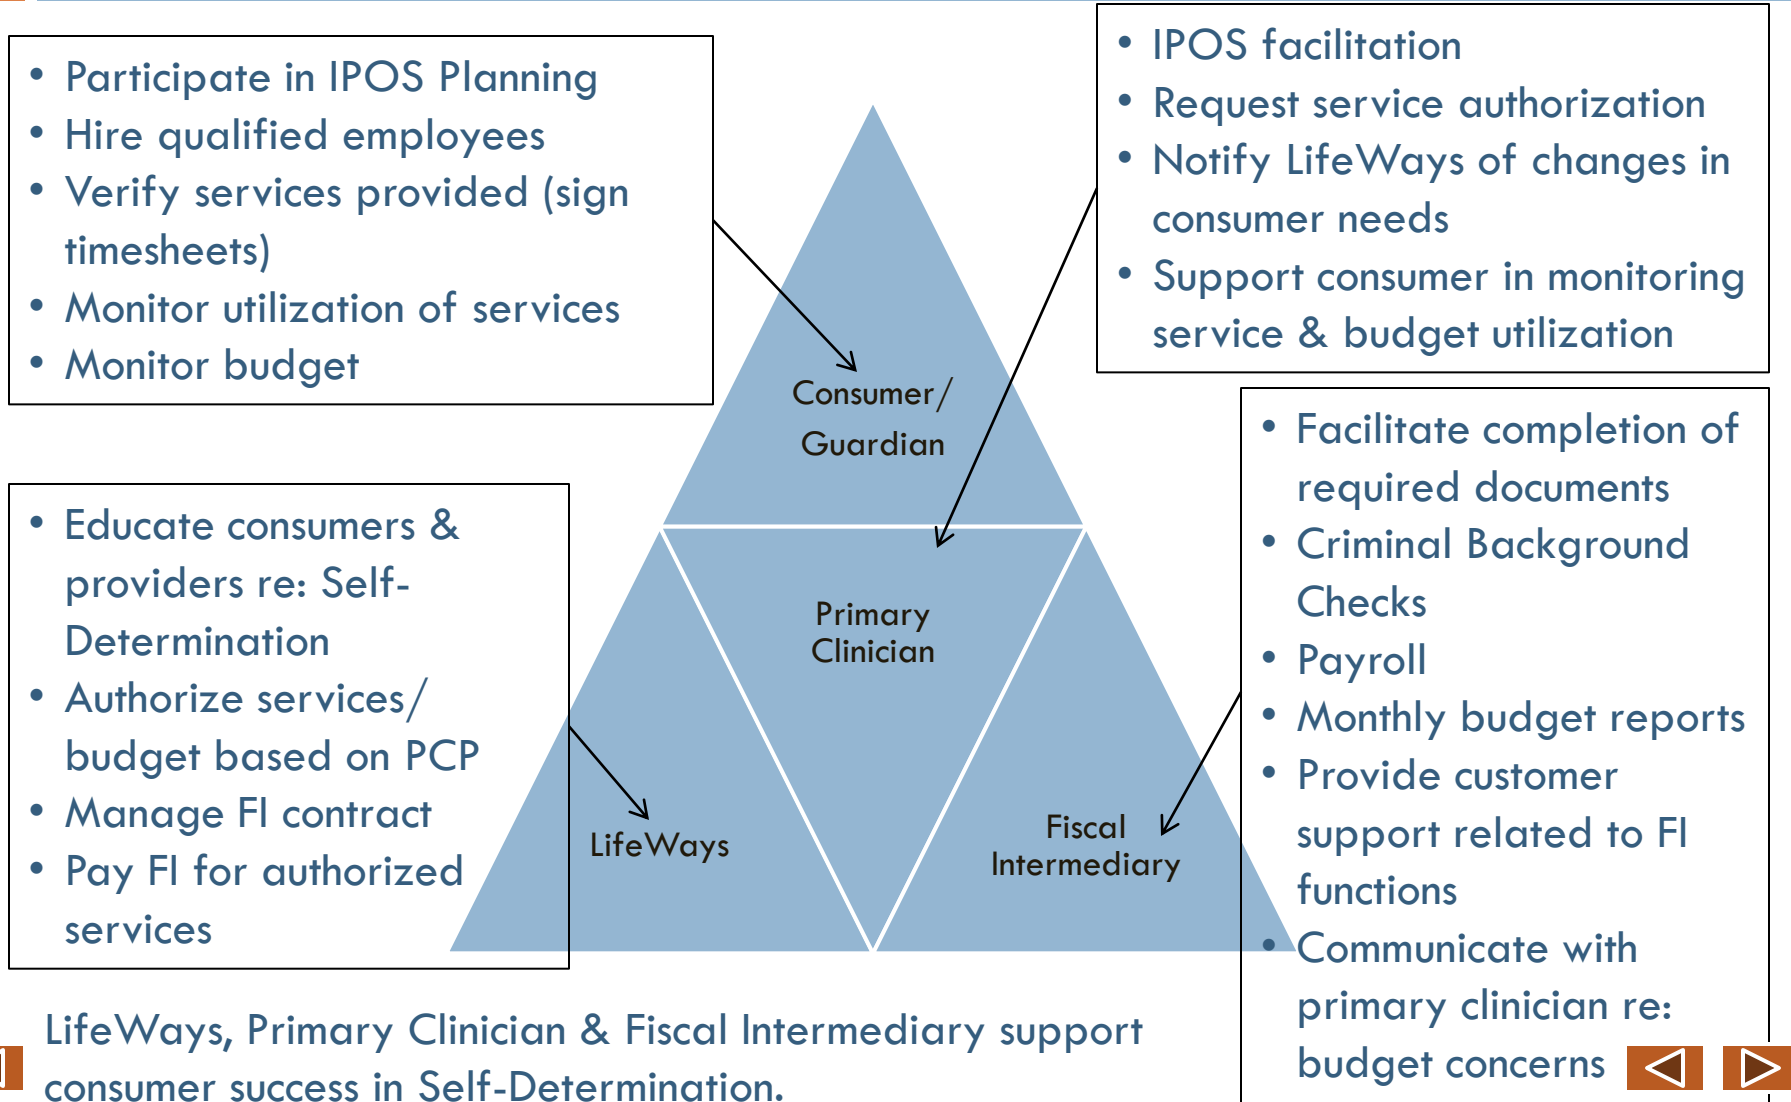 • Participate in IPOS Planning
• Hire qualified employees
• Verify services provided (sign
timesheets)
• Monitor utilization of services
• Monitor budget
• IPOS facilitation
• Request service authorization
• Notify LifeWays of changes in
consumer needs
• Support consumer in monitoring
service & budget utilization
Consumer/
Guardian
• Educate consumers &
providers re: Self-
Determination
• Authorize services/
budget based on PCP
• Manage FI contract
• Pay FI for authorized
services
Primary
Clinician
LifeWays
Fiscal
Intermediary
• Facilitate completion of
required documents
• Criminal Background
Checks
• Payroll
• Monthly budget reports
• Provide customer
support related to FI
functions
• Communicate with
primary clinician re:
budget concerns
LifeWays, Primary Clinician & Fiscal Intermediary support
consumer success in Self-Determination.